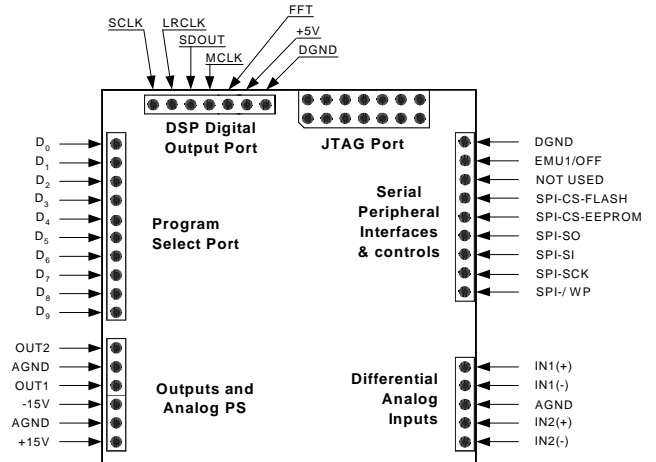 FFT
SCLK LRCLK +5V
SDOUT DGND
MCLK
DSP Digital
Output Port
JTAG Port
D0
D1
D2
D3
D4
D5
D6
D7
D8
D9
Program
Select Port
Serial
Peripheral
Interfaces
& controls
DGND
EMU1/OFF
NOT USED
SPI-CS-FLASH
SPI-CS-EEPROM
SPI-SO
SPI-SI
SPI-SCK
SPI-/ WP
OUT2
AGND
OUT1
-15V
AGND
+15V
Outputs and
Analog PS
Differential
Analog
Inputs
IN1(+)
IN1(-)
AGND
IN2(+)
IN2(-)